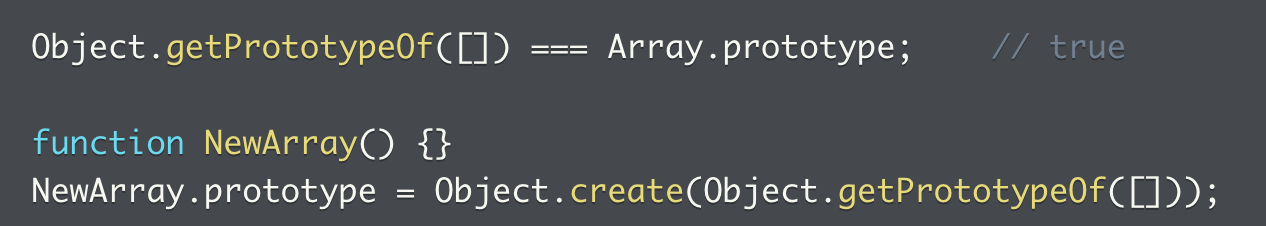 Object.getPrototypeOf([]) === Array.prototype;    // true
function NewArray() {}
NewArray.prototype = Object.create(Object.getPrototypeOf([]));